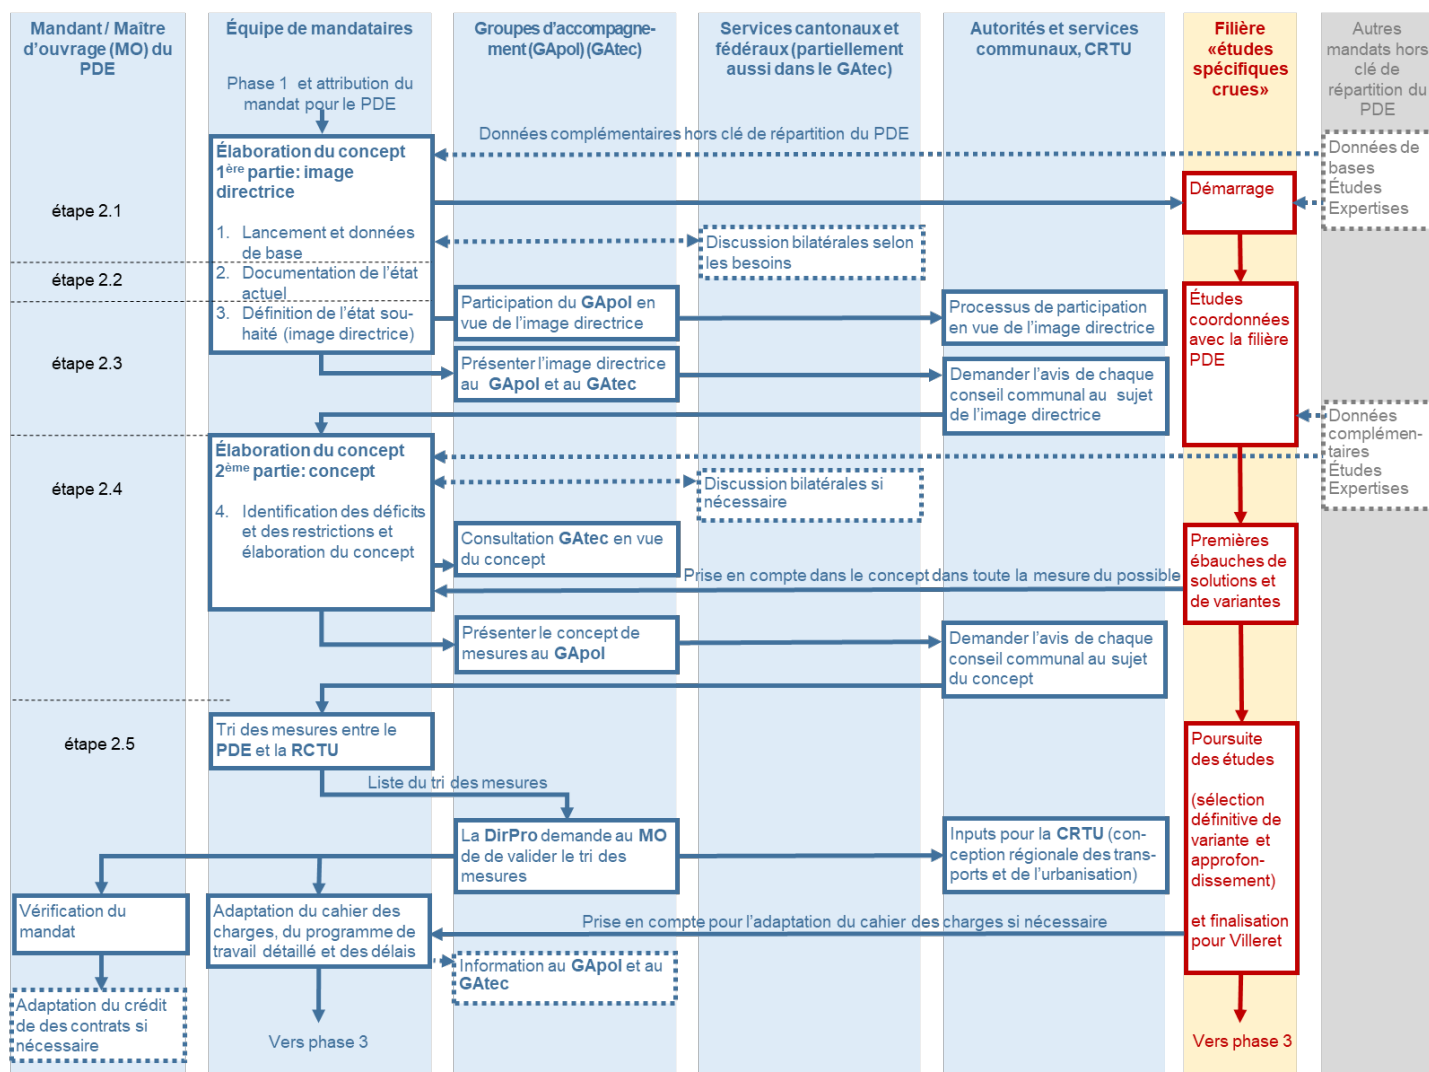 Mandant / Maître
d’ouvrage (MO) du
PDE
Équipe de mandataires
Groupes d’accompagne-
ment (GApol) (GAtec)
Services cantonaux et
fédéraux (partiellement
aussi dans le GAtec)
Autorités et services
communaux, CRTU
Filière
«études
spécifiques
crues»
Autres
mandats hors
clé de
répartition du
PDE
Phase 1 et attribution du
mandat pour le PDE
Données complémentaires hors clé de répartition du PDE
Élaboration du concept
1ère partie: image
directrice
1. Lancement et données
de base
2. Documentation de l’état
actuel
3. Définition de l’état sou-
haité (image directrice)
étape 2.1
étape 2.2
étape 2.3
Démarrage
Données de
bases
Études
Expertises
Discussion bilatérales selon
les besoins
Participation du GApol en
vue de l’image directrice
Processus de participation
en vue de l’image directrice
Études
coordonnées
avec la filière
PDE
Présenter l’image directrice
au GApol et au GAtec
Demander l’avis de chaque
conseil communal au sujet
de l’image directrice
Données
complémen-
taires
Études
Expertises
étape 2.4
Élaboration du concept
2ème partie: concept
4. Identification des déficits
et des restrictions et
élaboration du concept
Discussion bilatérales si
nécessaire
Consultation GAtec en vue
du concept
Premières
ébauches de
solutions et
de variantes
Prise en compte dans le concept dans toute la mesure du possible
Présenter le concept de
mesures au GApol
Demander l’avis de chaque
conseil communal au sujet
du concept
étape 2.5
Tri des mesures entre le
PDE et la RCTU
Liste du tri des mesures
Poursuite
des études
(sélection
définitive de
variante et
approfon-
dissement)
et finalisation
pour Villeret
La DirPro demande au MO
de de valider le tri des
mesures
Inputs pour la CRTU (con-
ception régionale des trans-
ports et de l’urbanisation)
Vérification du
mandat
Adaptation du cahier des
charges, du programme de
travail détaillé et des délais
Prise en compte pour l’adaptation du cahier des charges si nécessaire
Information au GApol et au
GAtec
Adaptation du crédit
de des contrats si
nécessaire
Vers phase 3
Vers phase 3